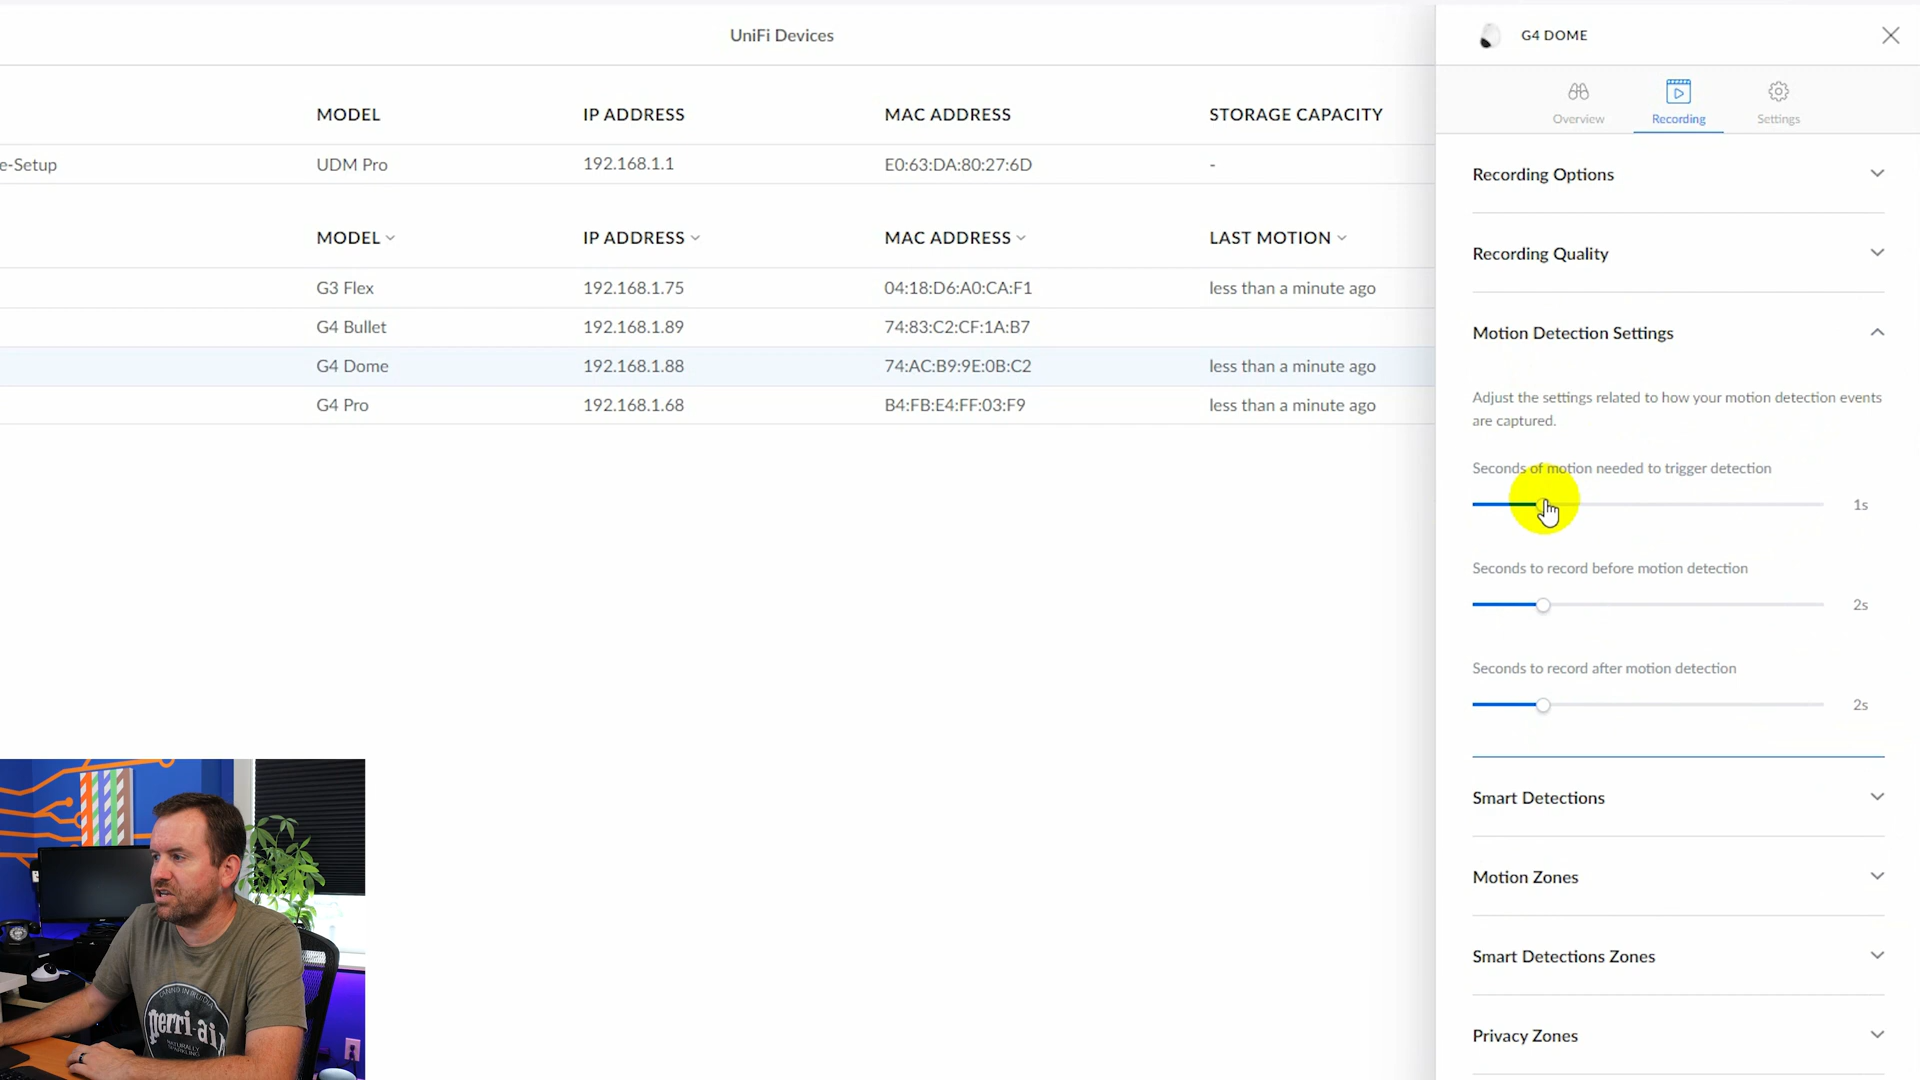 UniFi Devices
G4 DOME
Overview
Recording
Settings
MODEL IP ADDRESS MAC ADDRESS STORAGE CAPACITY
e-Setup UDM Pro 192.168.1.1 E0:63:DA:80:27:6D -
MODEL IP ADDRESS MAC ADDRESS LAST MOTION
G3 Flex 192.168.1.75 04:18:D6:A0:CA:F1 less than a minute ago
G4 Bullet 192.168.1.89 74:83:C2:CF:1A:B7
G4 Dome 192.168.1.88 74:AC:B9:9E:0B:C2 less than a minute ago
G4 Pro 192.168.1.68 B4:FB:E4:FF:03:F9 less than a minute ago
Recording Options
Recording Quality
Motion Detection Settings
Adjust the settings related to how your motion detection events
are captured.
Seconds of motion needed to trigger detection
1s
Seconds to record before motion detection
2s
Seconds to record after motion detection
2s
Smart Detections
Motion Zones
Smart Detections Zones
Privacy Zones
perri-ai
NATURALLY
SPARKLING